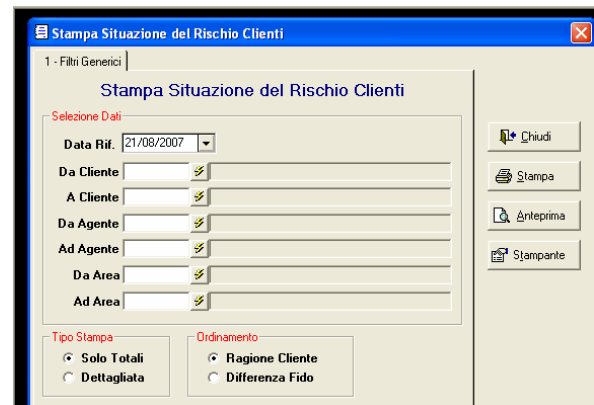 Stampa Situazione del Rischio Clienti
1 - Filtri Generici
Stampa Situazione del Rischio Clienti
Selezione Dati
Data Rif. 21/08/2007
Da Cliente
A Cliente
Da Agente
Ad Agente
Da Area
Ad Area
Tipo Stampa
Solo Totali
Dettagliata
Ordinamento
Ragione Cliente
Differenza Fido
Chiudi
Stampa
Anteprima
Stampante